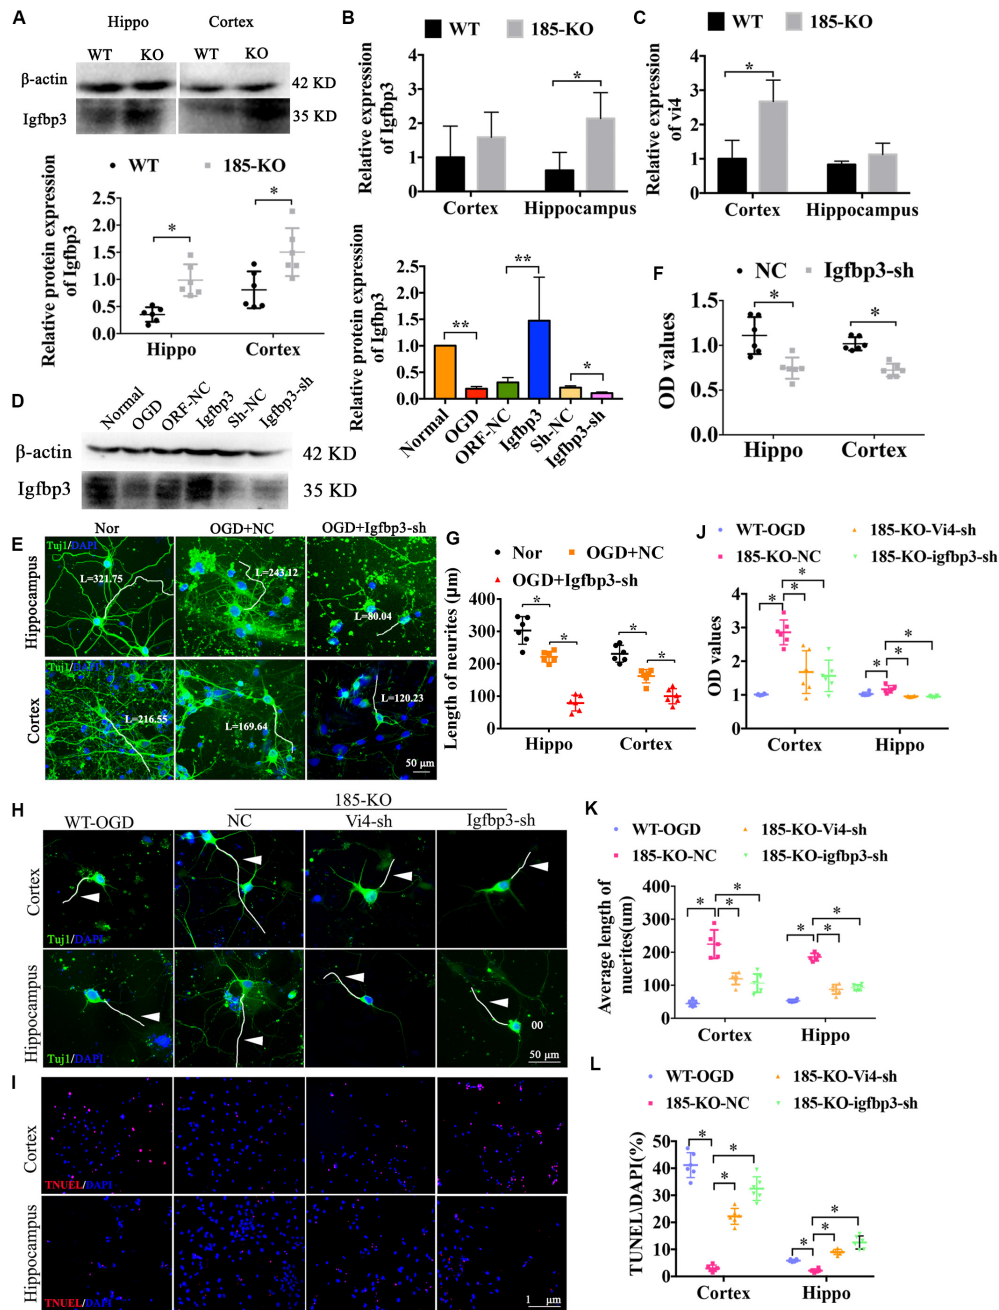 A
Hippo Cortex
WT KO WT KO
β-actin 42 KD
Igfbp3 35 KD
WT 185-KO
Relative protein expression
of Igfbp3
2.5
2.0
1.5
1.0
0.5
0.0
* *
Hippo Cortex
B
WT 185-KO
Relative expression
of Igfbp3
4
3
2
1
0
*
Cortex Hippocampus
C
WT 185-KO
Relative expression
of vi4
5
4
3
2
1
0
*
Cortex Hippocampus
Relative protein expression
of Igfbp3
2.5
2.0
1.5
1.0
0.5
0.0
** ** *
Normal OGD ORF-NC Igfbp3 Sh-NC Igfbp3-sh
F
NC Igfbp3-sh
OD values
1.5
1.0
0.5
0.0
* *
Hippo Cortex
D
Normal OGD ORF-NC Igfbp3 Sh-NC Igfbp3-sh
β-actin 42 KD
Igfbp3 35 KD
E
Nor OGD+NC OGD+Igfbp3-sh
Hippocampus
Tuj1/DAPI
L=321.75
L=243.12
L=80.04
Cortex
Tuj1/DAPI
L=216.55
L=169.64
L=120.23
50 μm
G
Nor OGD+NC
OGD+Igfbp3-sh
Length of neurites (μm)
400
300
200
100
0
* * * *
Hippo Cortex
J
WT-OGD 185-KO-Vi4-sh
185-KO-NC 185-KO-igfbp3-sh
OD values
4
3
2
1
0
* * * * * *
Cortex Hippo
H
185-KO
WT-OGD NC Vi4-sh Igfbp3-sh
Cortex
Tuj1/DAPI
Hippocampus
Tuj1/DAPI
00
50 μm
K
WT-OGD 185-KO-Vi4-sh
185-KO-NC 185-KO-igfbp3-sh
Average length of
nuerites(um)
400
300
200
100
0
* * * * * *
Cortex Hippo
I
Cortex
TNUEL/DAPI
Hippocampus
TNUEL/DAPI
1 μm
L
WT-OGD 185-KO-Vi4-sh
185-KO-NC 185-KO-igfbp3-sh
TUNEL\DAPI(%)
50
40
30
20
10
0
* * * * * *
Cortex Hippo